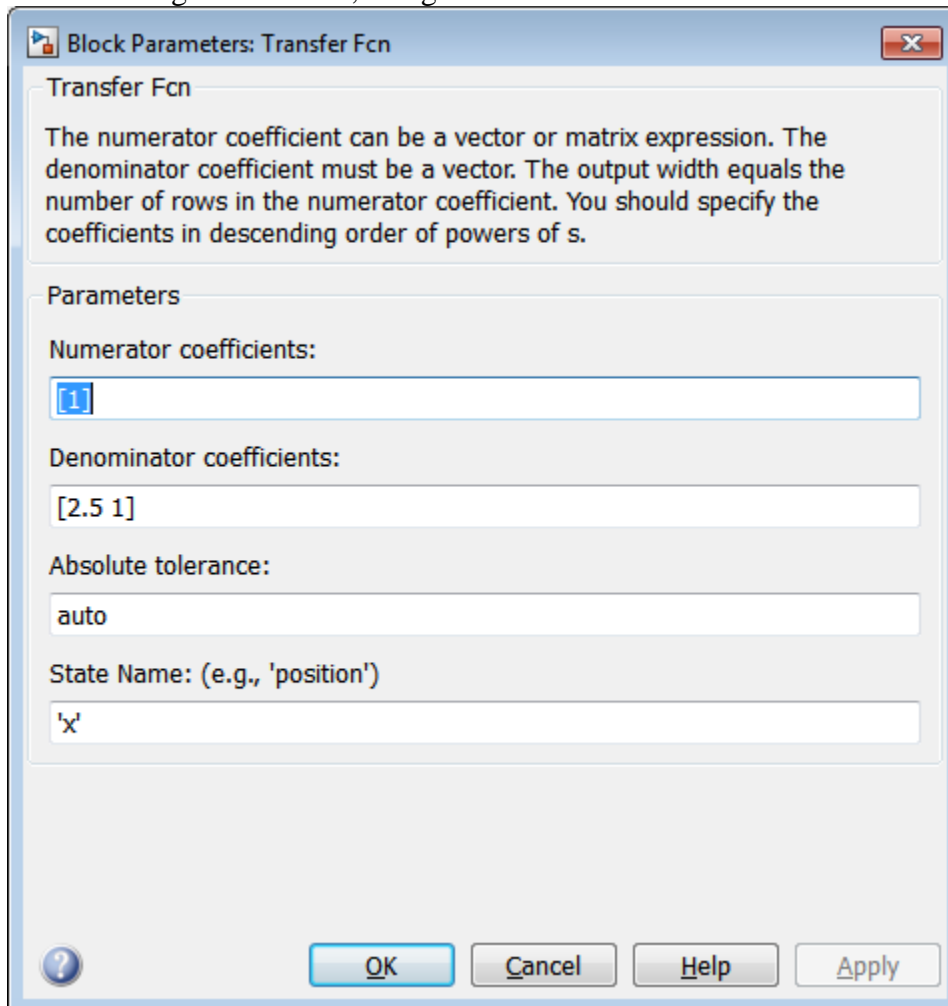 Block Parameters: Transfer Fcn
Transfer Fcn
The numerator coefficient can be a vector or matrix expression. The
denominator coefficient must be a vector. The output width equals the
number of rows in the numerator coefficient. You should specify the
coefficients in descending order of powers of s.
Parameters
Numerator coefficients:
[1]
Denominator coefficients:
[2.5 1]
Absolute tolerance:
auto
State Name: (e.g., 'position')
'x'
OK Cancel Help Apply